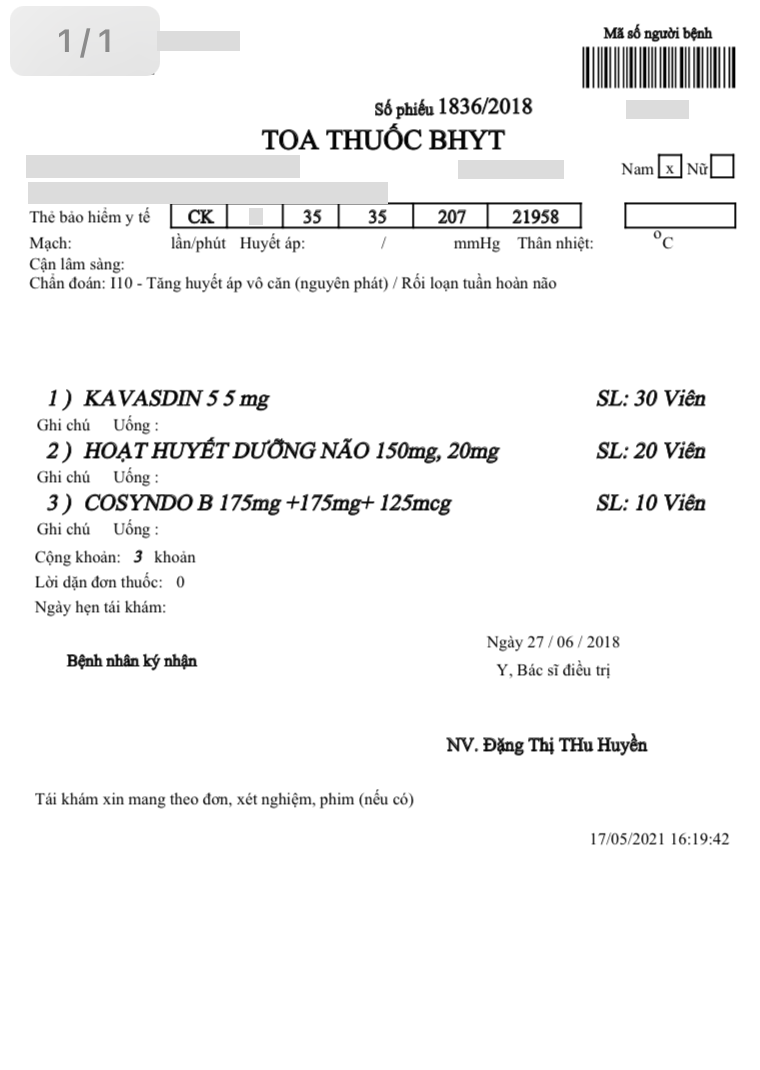 1/1
Mã số người bệnh
Số phiếu 1836/2018
TOA THUỐC BHYT
Nam x Nữ
Thẻ bảo hiểm y tế CK 35 35 207 21958
Mạch: lần/phút Huyết áp: / mmHg Thân nhiệt: °C
Cận lâm sàng:
Chẩn đoán: I10 - Tăng huyết áp vô căn (nguyên phát) / Rối loạn tuần hoàn não
1 ) KAVASDIN 5 5 mg SL: 30 Viên
Ghi chú Uống :
2 ) HOẠT HUYẾT DƯỠNG NÃO 150mg, 20mg SL: 20 Viên
Ghi chú Uống :
3 ) COSYNDO B 175mg +175mg+ 125mcg SL: 10 Viên
Ghi chú Uống :
Cộng khoản: 3 khoản
Lời dặn đơn thuốc: 0
Ngày hẹn tái khám:
Ngày 27 / 06 / 2018
Bệnh nhân ký nhận
Y, Bác sĩ điều trị
NV. Đặng Thị THu Huyền
Tái khám xin mang theo đơn, xét nghiệm, phim (nếu có)
17/05/2021 16:19:42